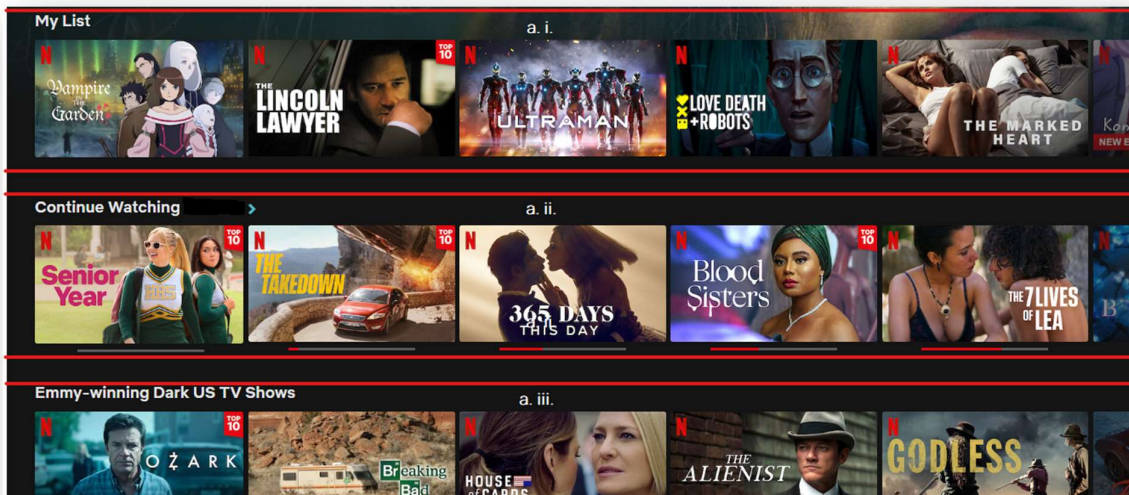 My List
a. i.
N
Vampire
in the
Garden
N
TOP
10
THE
LINCOLN
LAWYER
N
ULTRAMAN
N
LOVE DEATH
+ROBOTS
N
THE MARKED
HEART
N
NEW E
Continue Watching >
a. ii.
N
TOP
10
Senior
Year
N
TOP
10
THE
TAKEDOWN
N
365 DAYS
THIS DAY
N
TOP
10
Blood
Sisters
N
THE 7 LIVES
OF LEA
N
B
Emmy-winning Dark US TV Shows
a. iii.
N
TOP
10
OZARK
Breaking
Bad
N
HOUSE
of CARDS
N
THE
ALIENIST
N
GODLESS